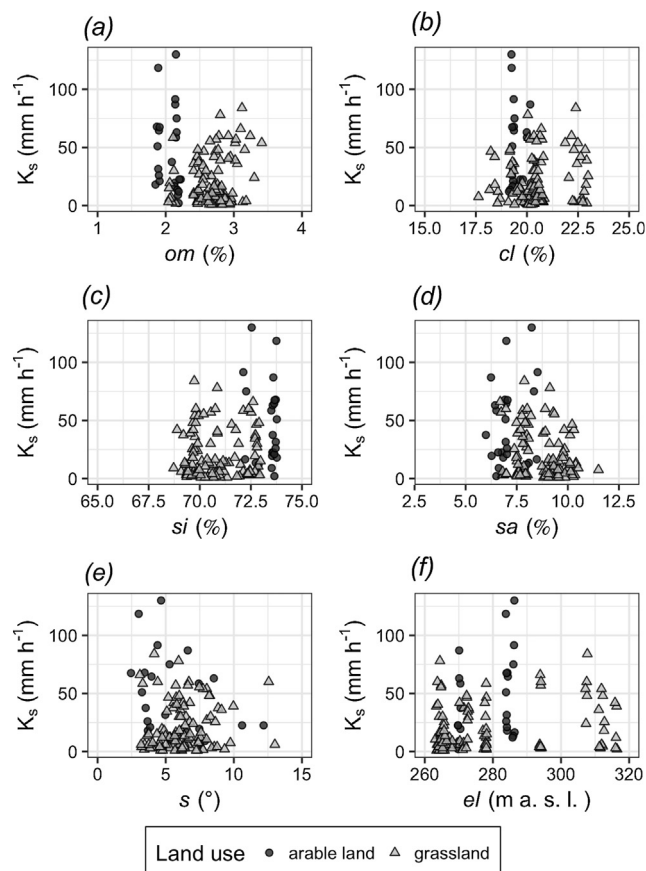 (a)
(b)
Ks (mm h⁻¹)
100
50
0
1
2
3
4
om (%)
Ks (mm h⁻¹)
100
50
0
15.0
17.5
20.0
22.5
25.0
cl (%)
(c)
(d)
Ks (mm h⁻¹)
100
50
0
65.0
67.5
70.0
72.5
75.0
si (%)
Ks (mm h⁻¹)
100
50
0
2.5
5.0
7.5
10.0
12.5
sa (%)
(e)
(f)
Ks (mm h⁻¹)
100
50
0
0
5
10
15
s (°)
Ks (mm h⁻¹)
100
50
0
260
280
300
320
el (m a. s. l. )
Land use arable land grassland